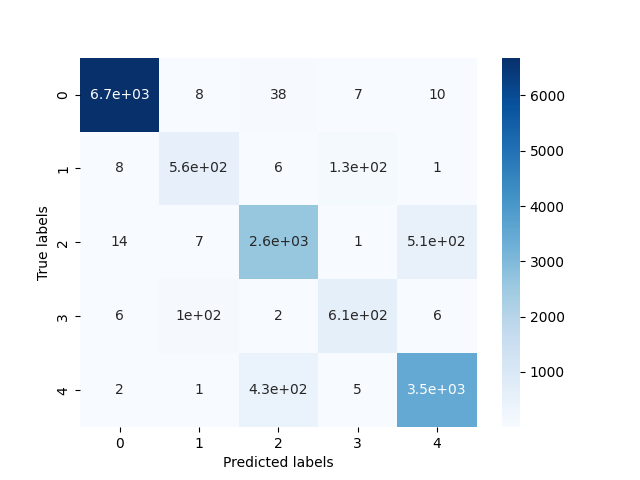 0 6.7e+03 8 38 7 10
1 8 5.6e+02 6 1.3e+02 1
2 14 7 2.6e+03 1 5.1e+02
3 6 1e+02 2 6.1e+02 6
4 2 1 4.3e+02 5 3.5e+03
0 1 2 3 4
Predicted labels
True labels
6000
5000
4000
3000
2000
1000